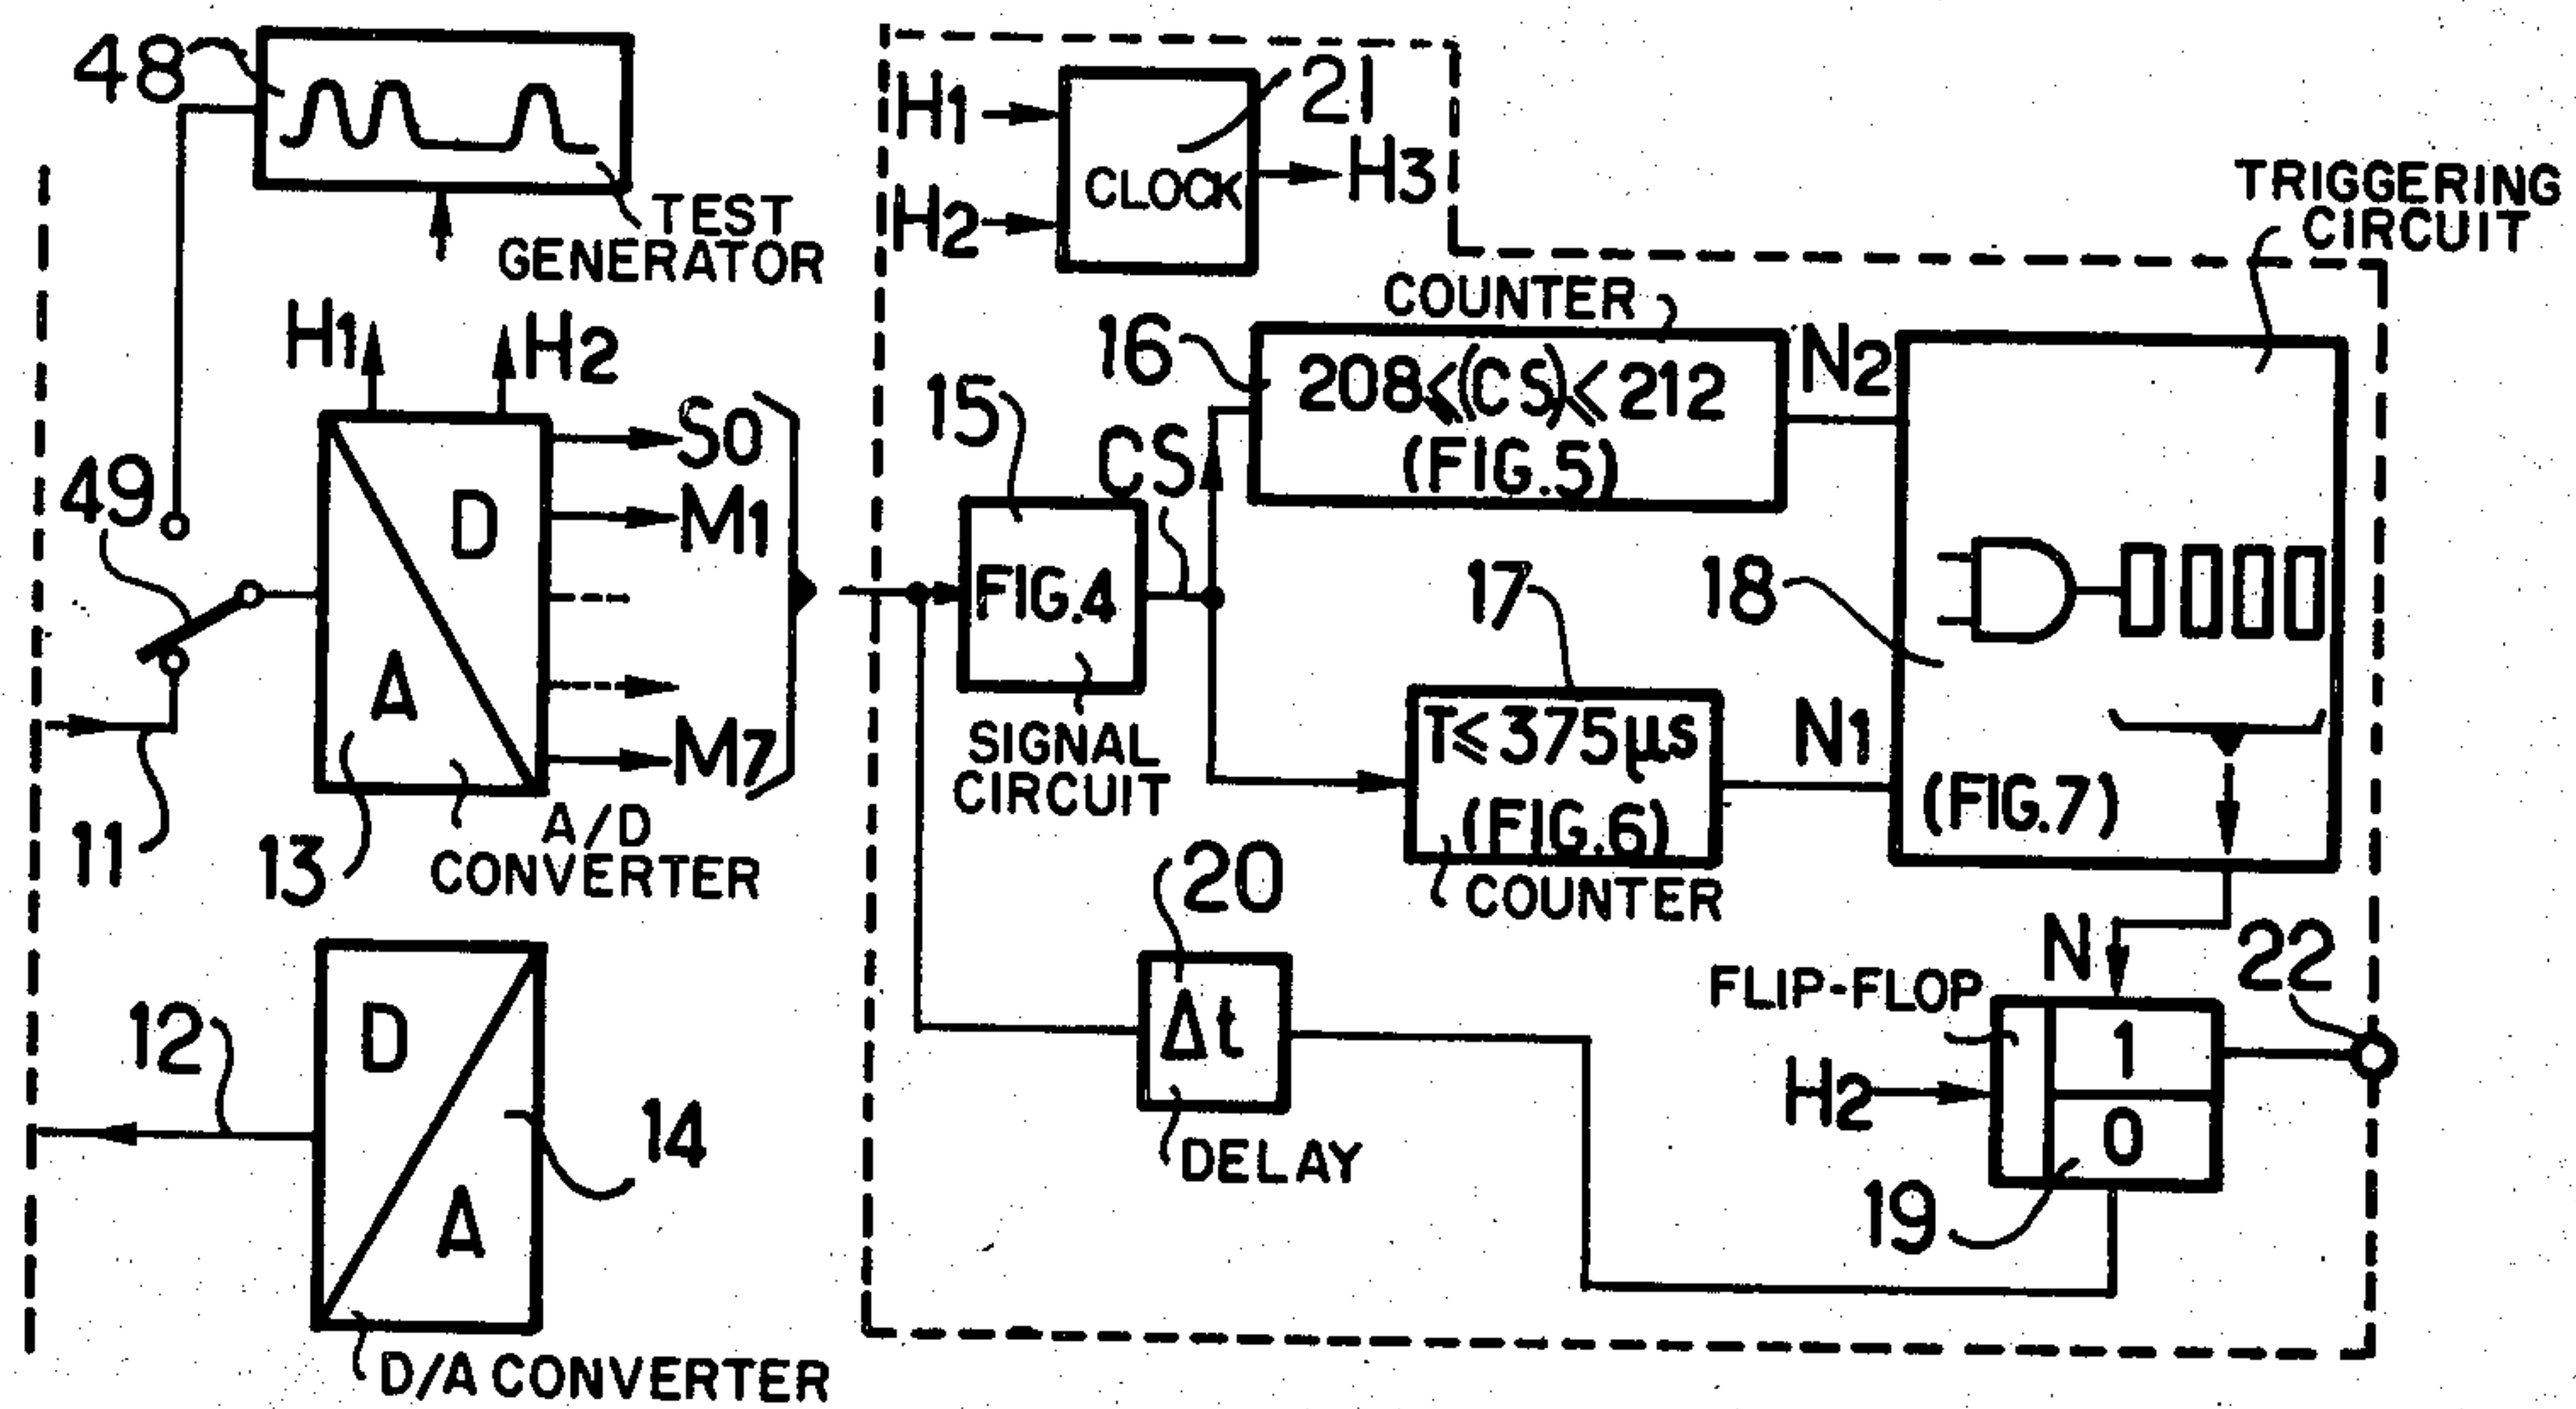 48
TEST
GENERATOR
H1
H2
49
D
A
S0
M1
M7
11
13
A/D
CONVERTER
12
D
A
14
D/A CONVERTER
H1
H2
CLOCK
21
H3
TRIGGERING
CIRCUIT
COUNTER
16
208≤(CS)≤212
(FIG.5)
N2
15
CS
FIG.4
SIGNAL
CIRCUIT
17
T≤375μs
(FIG.6)
COUNTER
N1
18
(FIG.7)
20
Δt
DELAY
N
22
FLIP-FLOP
H2
1
0
19